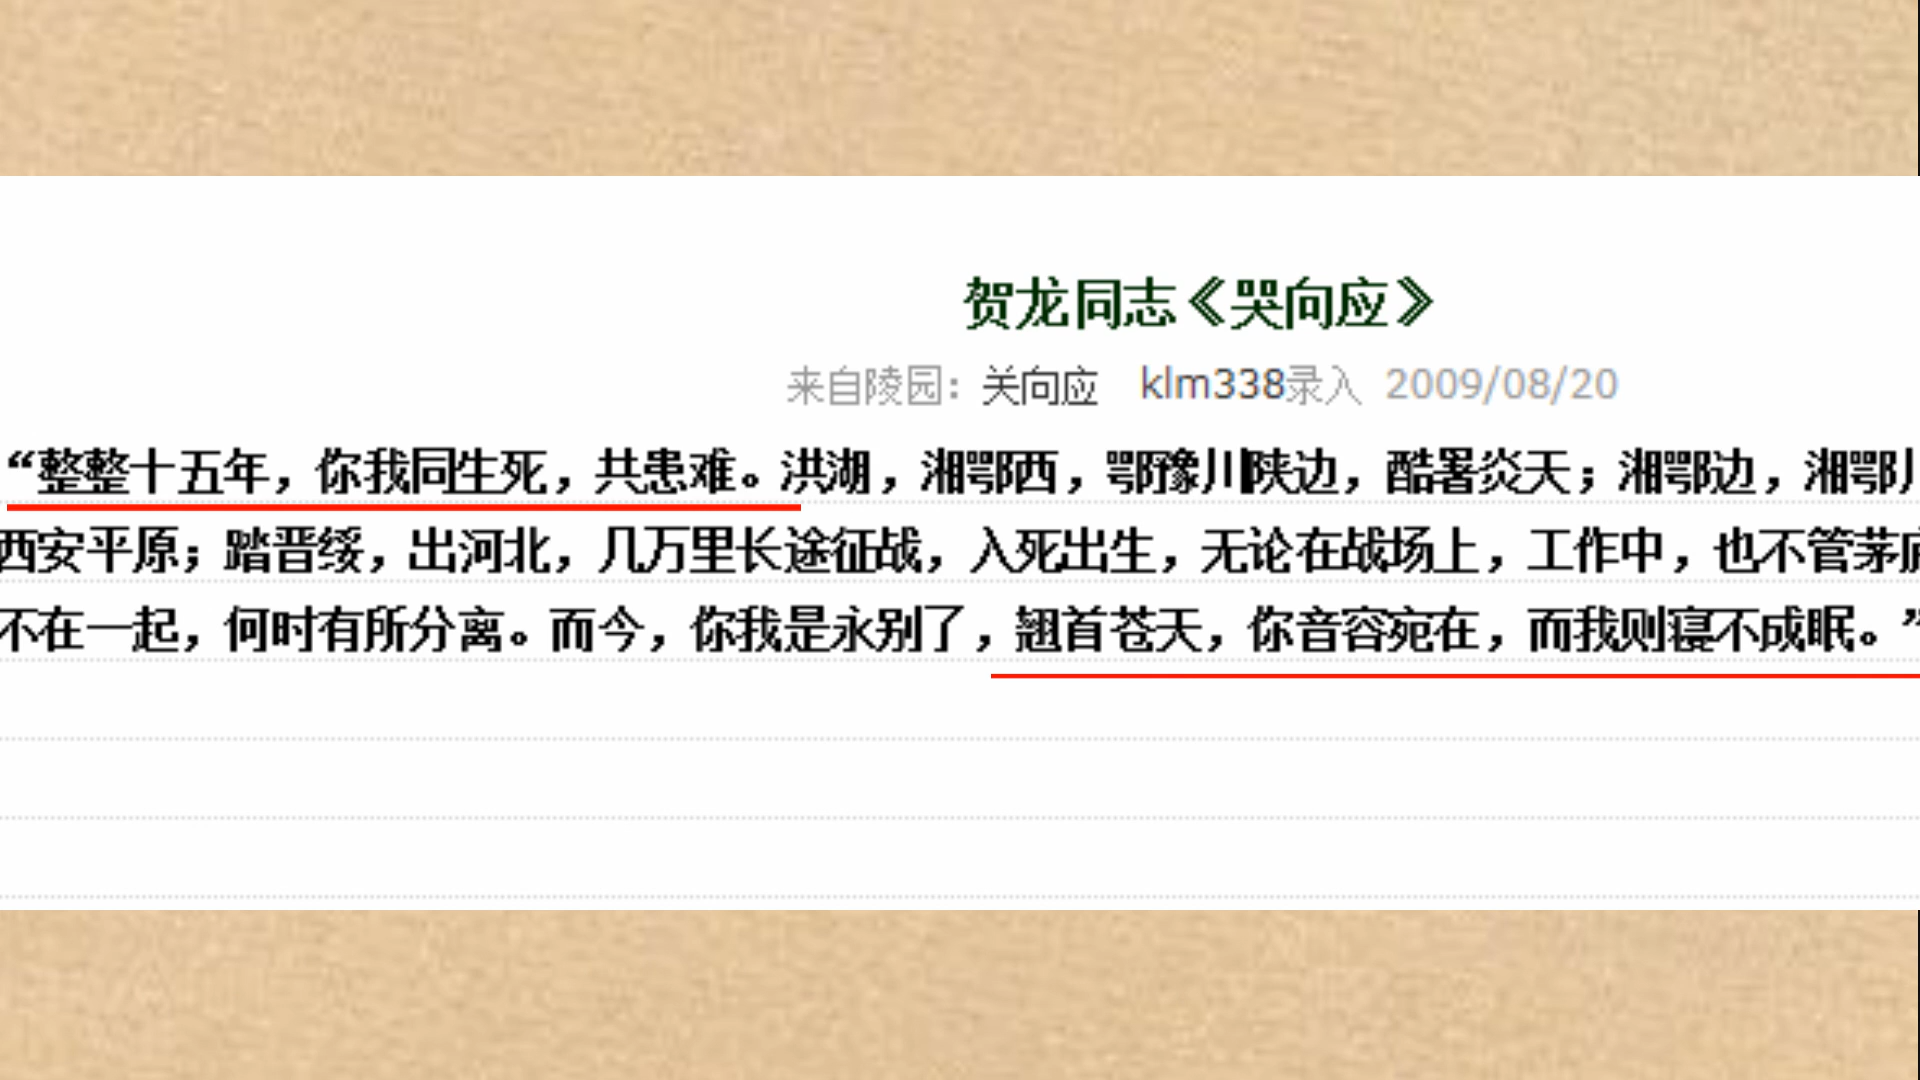 贺龙同志《哭向应》
来自陵园：关向应 klm338录入 2009/08/20
“整整十五年，你我同生死，共患难。洪湖，湘鄂西，鄂豫川陕边，酷暑炎天；湘鄂边，湘鄂川
西安平原；踏晋绥，出河北，几万里长途征战，入死出生，无论在战场上，工作中，也不管茅
不在一起，何时有所分离。而今，你我是永别了，翘首苍天，你音容宛在，而我则寝不成眠。”